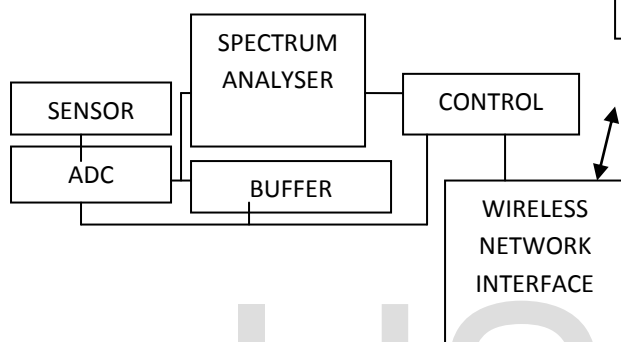 SPECTRUM
ANALYSER
SENSOR
CONTROL
ADC
BUFFER
WIRELESS
NETWORK
INTERFACE